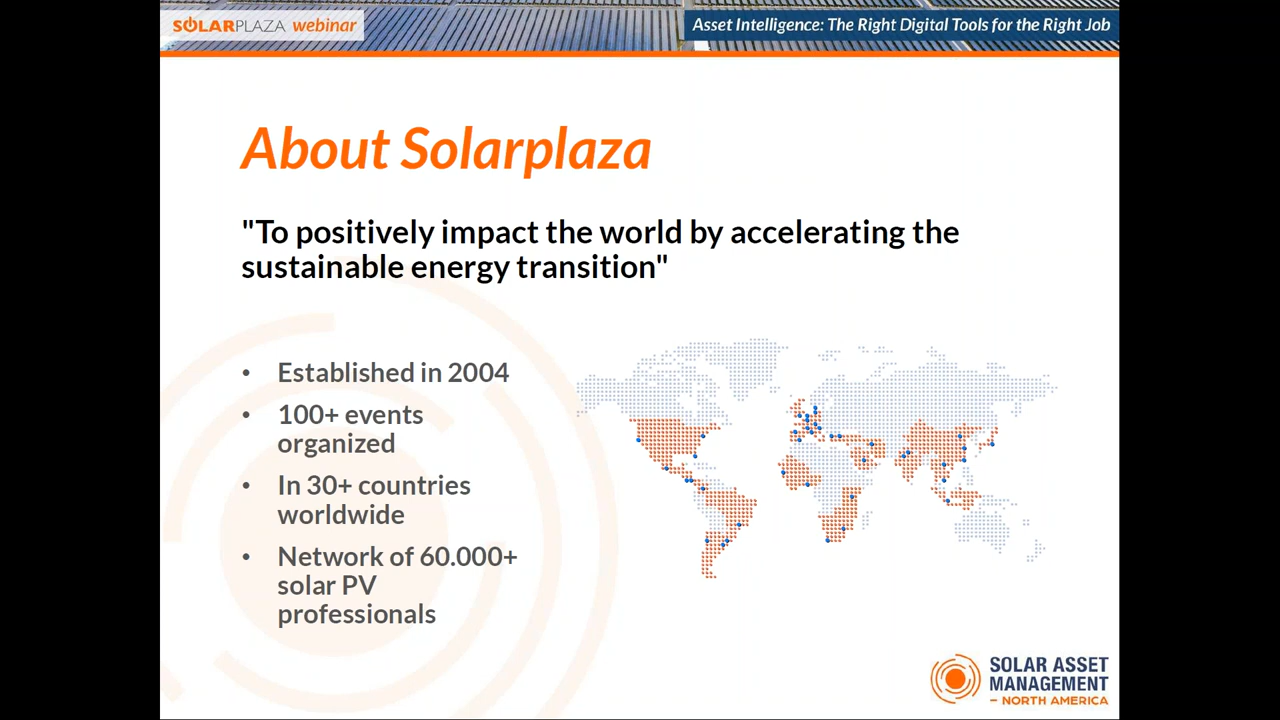 SOLARPLAZA webinar
Asset Intelligence: The Right Digital Tools for the Right Job
About Solarplaza
"To positively impact the world by accelerating the
sustainable energy transition"
• Established in 2004
• 100+ events
organized
• In 30+ countries
worldwide
• Network of 60.000+
solar PV
professionals
SOLAR ASSET
MANAGEMENT
– NORTH AMERICA